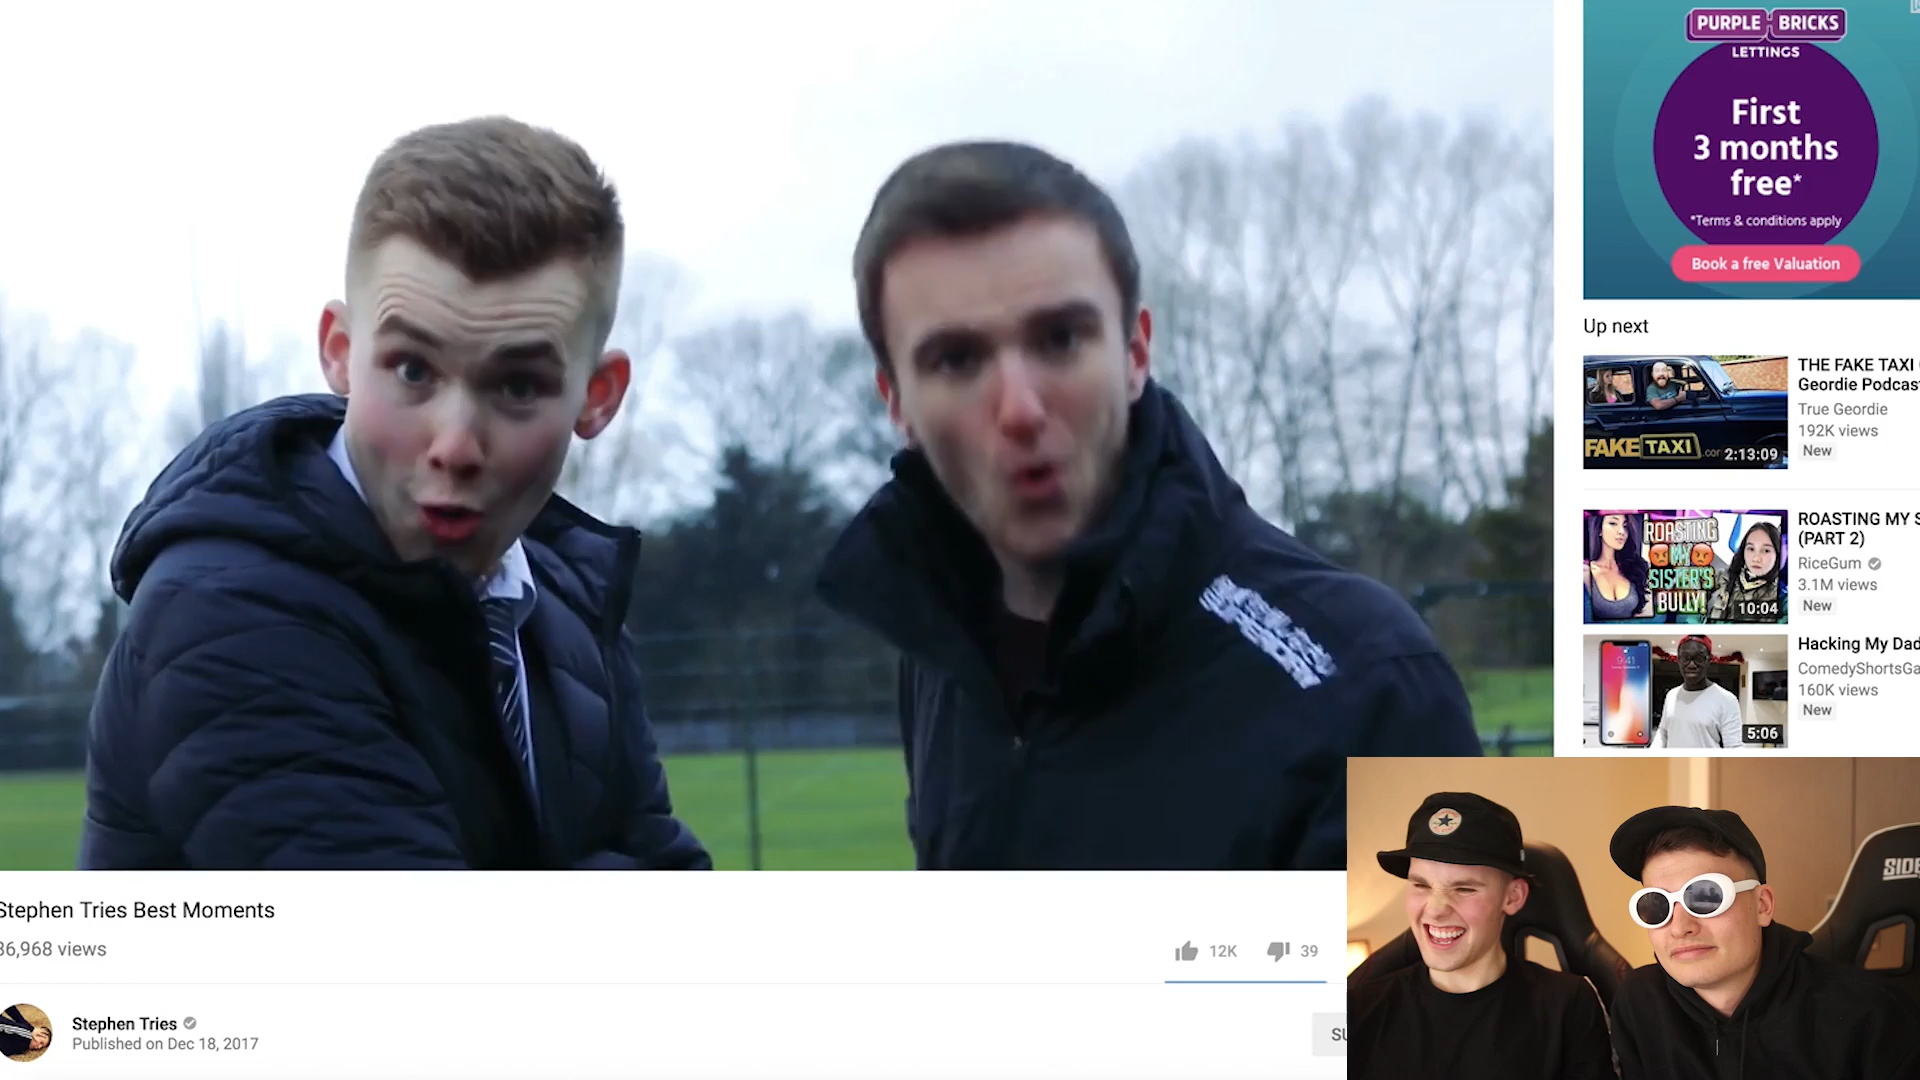 PURPLE BRICKS
LETTINGS
First
3 months
free*
*Terms & conditions apply
Book a free Valuation
Up next
FAKE TAXI .com
2:13:09
THE FAKE TAXI
Geordie Podcas
True Geordie
192K views
New
ROASTING
MY
SISTER'S
BULLY!
10:04
ROASTING MY S
(PART 2)
RiceGum
3.1M views
New
9:41
5:06
Hacking My Dad
ComedyShortsGa
160K views
New
SIDE
Stephen Tries Best Moments
36,968 views
12K
39
Stephen Tries
Published on Dec 18, 2017
SU